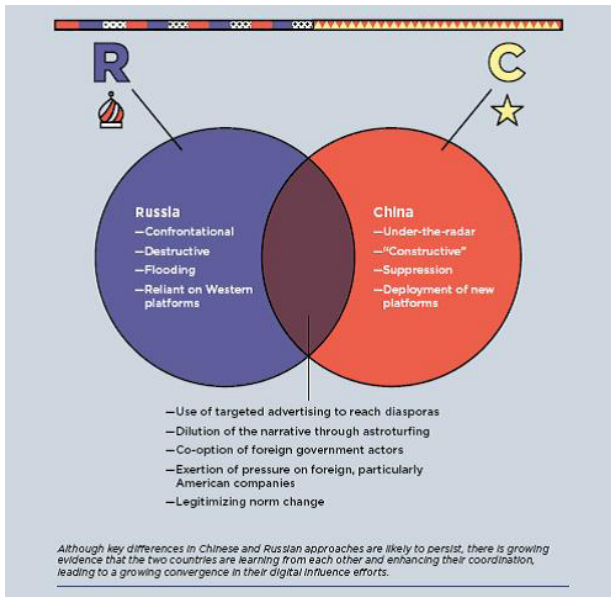 R
C
Russia
—Confrontational
—Destructive
—Flooding
—Reliant on Western
platforms
China
—Under-the-radar
—“Constructive”
—Suppression
—Deployment of new
platforms
—Use of targeted advertising to reach diasporas
—Dilution of the narrative through astroturfing
—Co-option of foreign government actors
—Exertion of pressure on foreign, particularly
American companies
—Legitimizing norm change
Although key differences in Chinese and Russian approaches are likely to persist, there is growing
evidence that the two countries are learning from each other and enhancing their coordination,
leading to a growing convergence in their digital influence efforts.